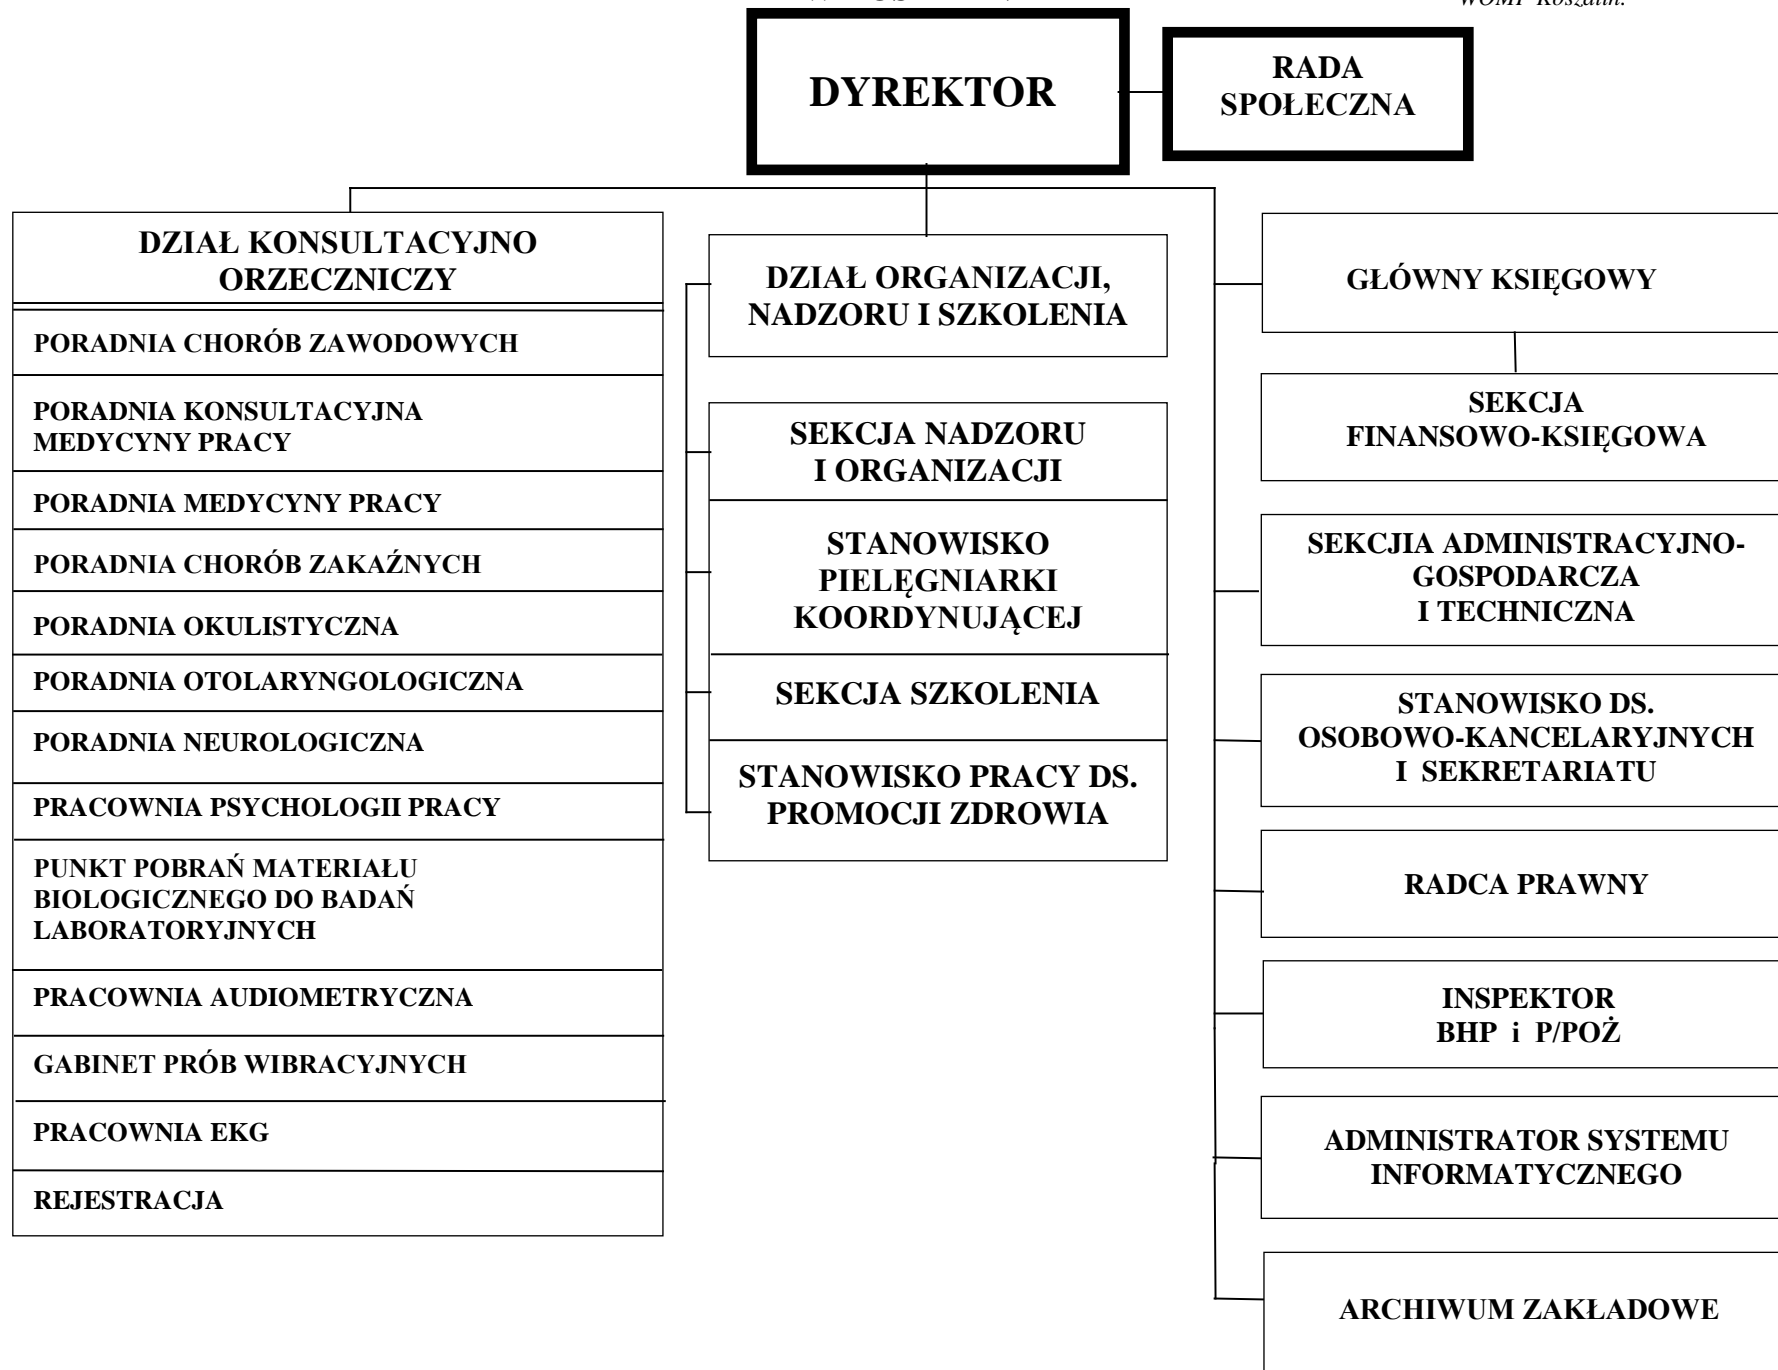 WOMP Koszalin.
DYREKTOR
RADA
SPOŁECZNA
DZIAŁ KONSULTACYJNO
ORZECZNICZY
PORADNIA CHORÓB ZAWODOWYCH
PORADNIA KONSULTACYJNA
MEDYCYNY PRACY
PORADNIA MEDYCYNY PRACY
PORADNIA CHORÓB ZAKAŹNYCH
PORADNIA OKULISTYCZNA
PORADNIA OTOLARYNGOLOGICZNA
PORADNIA NEUROLOGICZNA
PRACOWNIA PSYCHOLOGII PRACY
PUNKT POBRAŃ MATERIAŁU
BIOLOGICZNEGO DO BADAŃ
LABORATORYJNYCH
PRACOWNIA AUDIOMETRYCZNA
GABINET PRÓB WIBRACYJNYCH
PRACOWNIA EKG
REJESTRACJA
DZIAŁ ORGANIZACJI,
NADZORU I SZKOLENIA
SEKCJA NADZORU
I ORGANIZACJI
STANOWISKO
PIELĘGNIARKI
KOORDYNUJĄCEJ
SEKCJA SZKOLENIA
STANOWISKO PRACY DS.
PROMOCJI ZDROWIA
GŁÓWNY KSIĘGOWY
SEKCJA
FINANSOWO-KSIĘGOWA
SEKCJIA ADMINISTRACYJNO-
GOSPODARCZA
I TECHNICZNA
STANOWISKO DS.
OSOBOWO-KANCELARYJNYCH
I SEKRETARIATU
RADCA PRAWNY
INSPEKTOR
BHP i P/POŻ
ADMINISTRATOR SYSTEMU
INFORMATYCZNEGO
ARCHIWUM ZAKŁADOWE